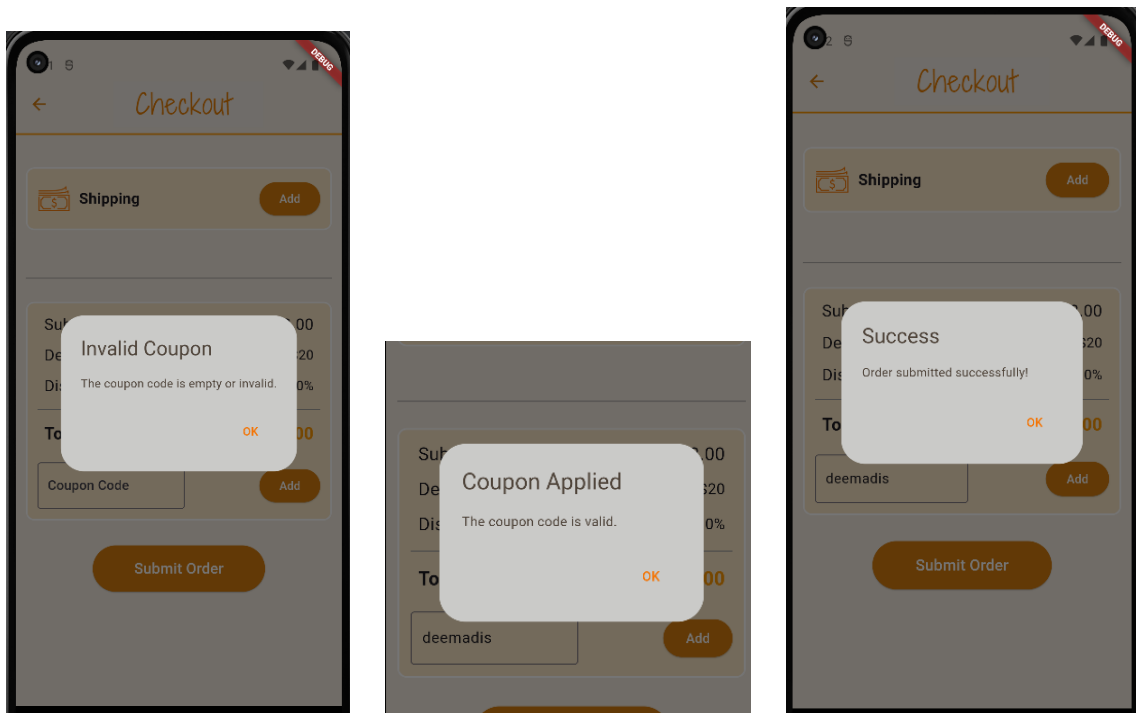 DEBUG
Checkout
Shipping
Add
Invalid Coupon
The coupon code is empty or invalid.
OK
Coupon Code
Add
Submit Order
Coupon Applied
The coupon code is valid.
OK
deemadis
Add
DEBUG
Checkout
Shipping
Add
Success
Order submitted successfully!
OK
deemadis
Add
Submit Order